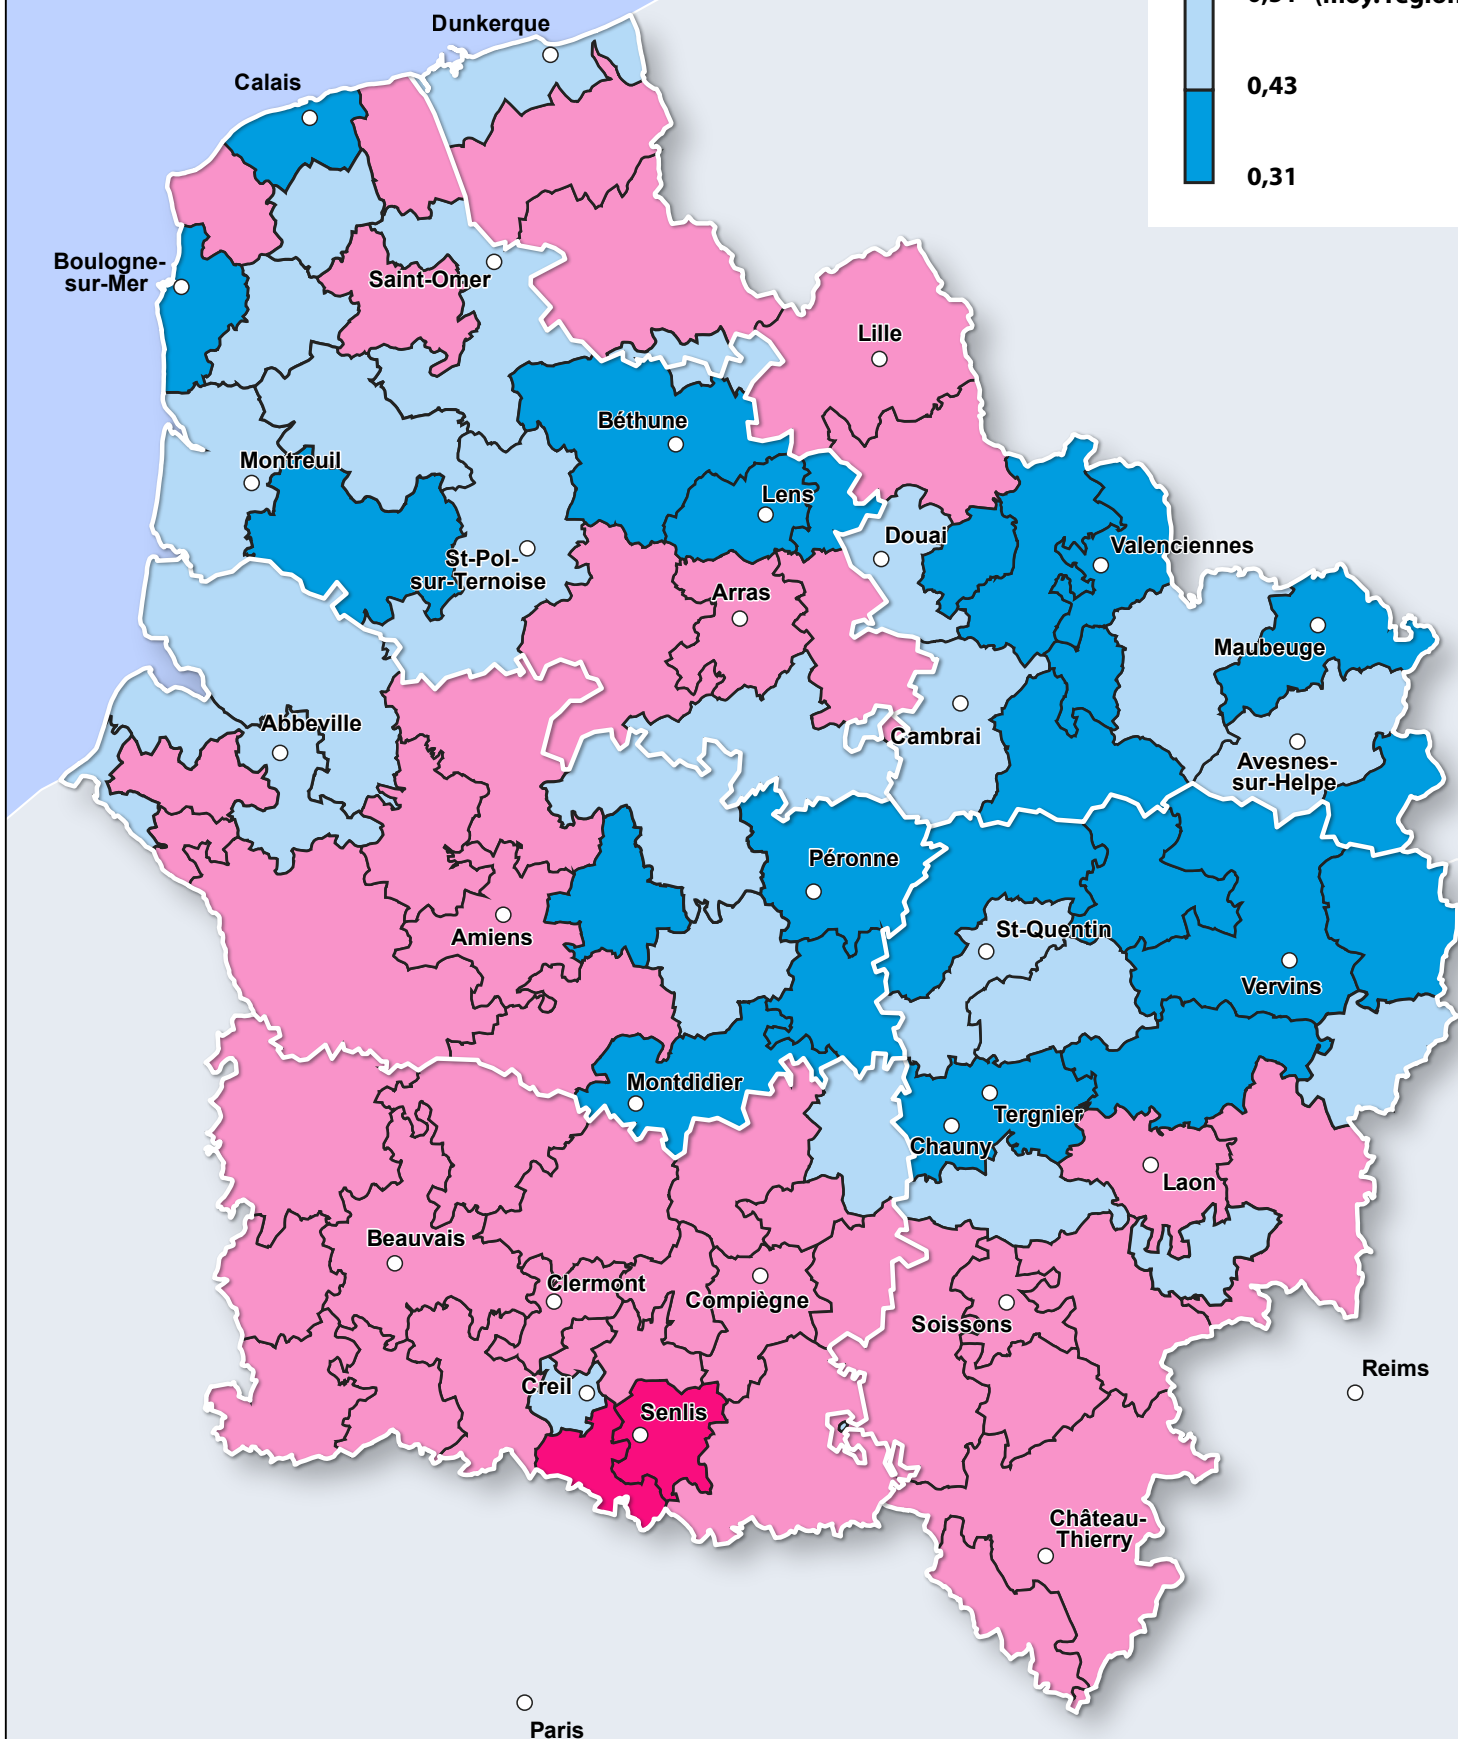 Dunkerque
0,43
Calais
0,31
Boulogne-
sur-Mer
Saint-Omer
Lille
Béthune
Montreuil
Lens
Douai
Valenciennes
St-Pol-
sur-Ternoise
Arras
Maubeuge
Abbeville
Cambrai
Avesnes-
sur-Helpe
Péronne
St-Quentin
Amiens
Vervins
Montdidier
Tergnier
Chauny
Laon
Beauvais
Clermont
Compiègne
Soissons
Reims
Creil
Senlis
Château-
Thierry
Paris